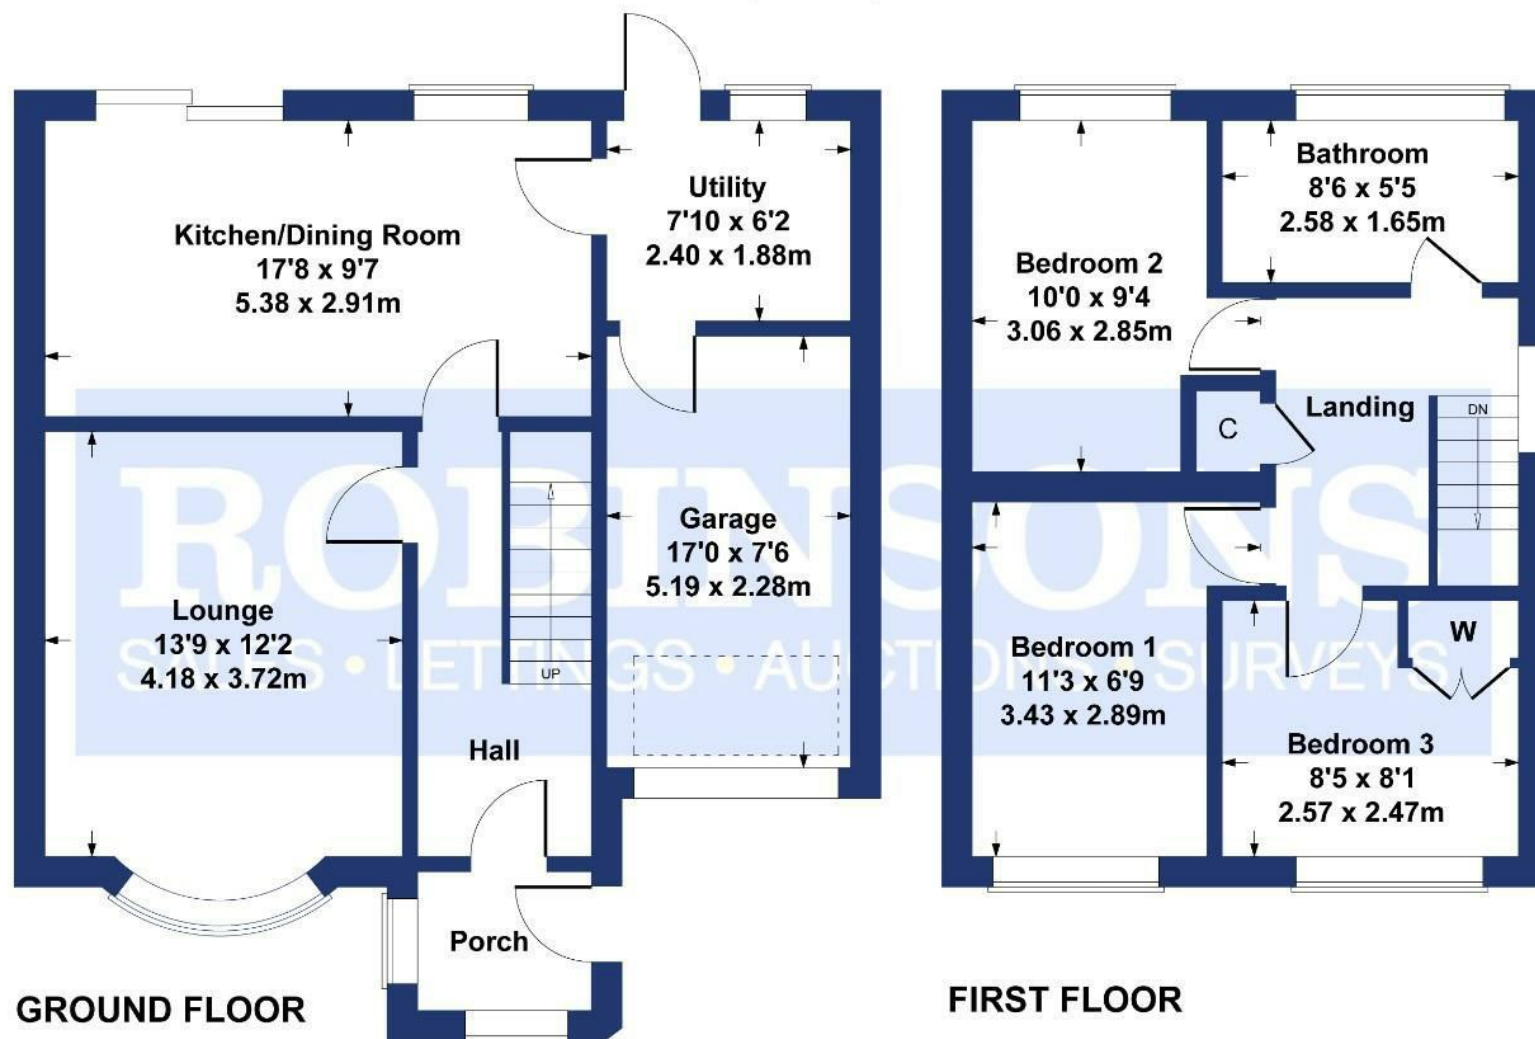 Kitchen/Dining Room
17'8 x 9'7
5.38 x 2.91m
Utility
7'10 x 6'2
2.40 x 1.88m
Lounge
13'9 x 12'2
4.18 x 3.72m
UP
Hall
Garage
17'0 x 7'6
5.19 x 2.28m
Porch
GROUND FLOOR
Bedroom 2
10'0 x 9'4
3.06 x 2.85m
Bathroom
8'6 x 5'5
2.58 x 1.65m
C
Landing
DN
Bedroom 1
11'3 x 6'9
3.43 x 2.89m
W
Bedroom 3
8'5 x 8'1
2.57 x 2.47m
FIRST FLOOR
ROBINSONS
SALES • LETTINGS • AUCTIONS • SURVEYS